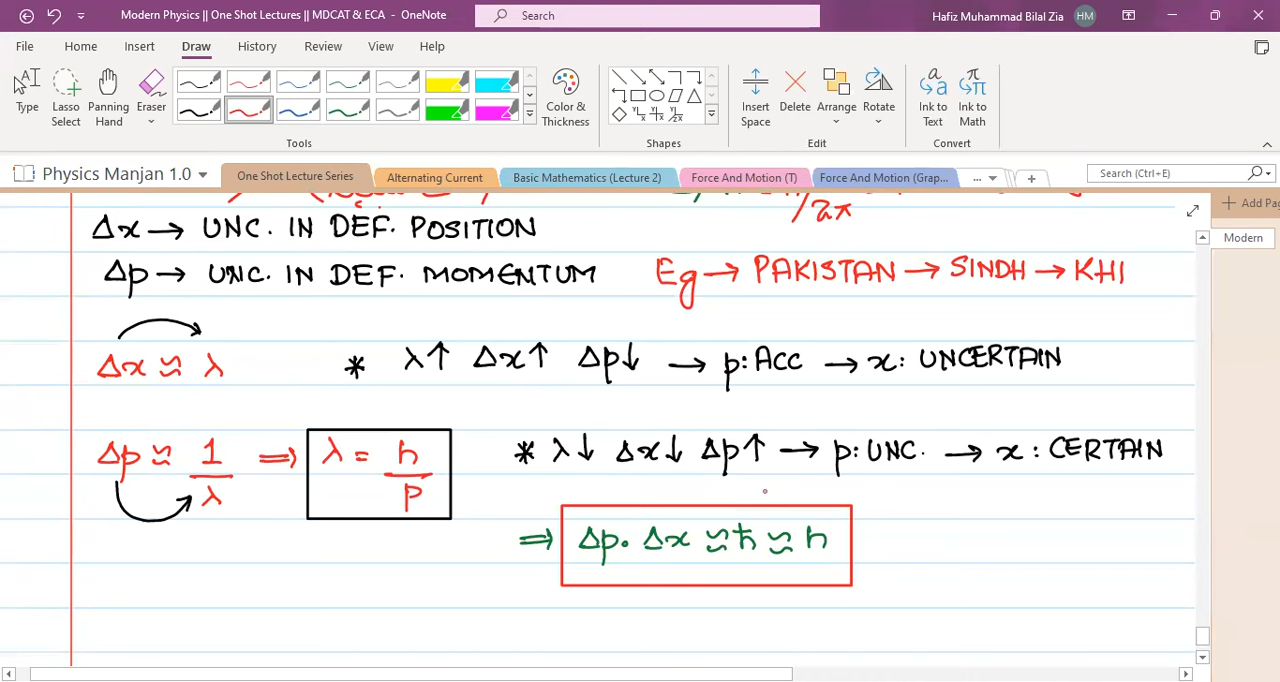 Modern Physics || One Shot Lectures || MDCAT & ECA - OneNote
Search
Hafiz Muhammad Bilal Zia
HM
File Home Insert Draw History Review View Help
Type
Lasso Select
Panning Hand
Eraser
Color & Thickness
Insert Space
Delete
Arrange
Rotate
Ink to Text
Ink to Math
Tools
Shapes
Edit
Convert
Physics Manjan 1.0
One Shot Lecture Series
Alternating Current
Basic Mathematics (Lecture 2)
Force And Motion (T)
Force And Motion (Grap...
...
Search (Ctrl+E)
Add Pag
Modern
/2π
Δx → UNC. IN DEF. POSITION
Δp → UNC. IN DEF. MOMENTUM
Eg → PAKISTAN → SINDH → KHI
Δx ≈ λ
* λ↑ Δx↑ Δp↓ → p: ACC → x: UNCERTAIN
Δp ≈ 1/λ ⇒ λ = h/p
* λ↓ Δx↓ Δp↑ → p: UNC. → x: CERTAIN
⇒ Δp. Δx ≈ ħ ≈ h